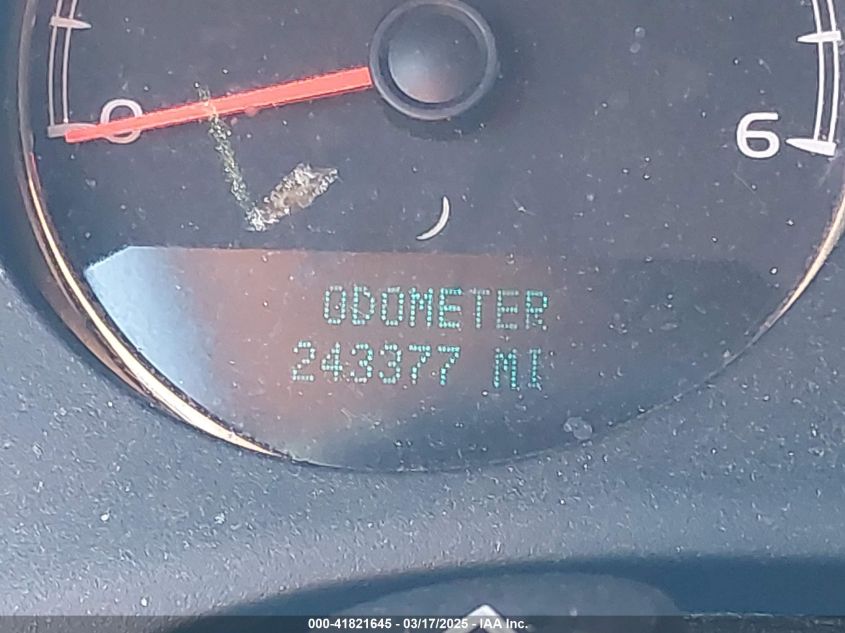 0
6
ODOMETER
243377 MI
000-41821645 - 03/17/2025 - IAA Inc.